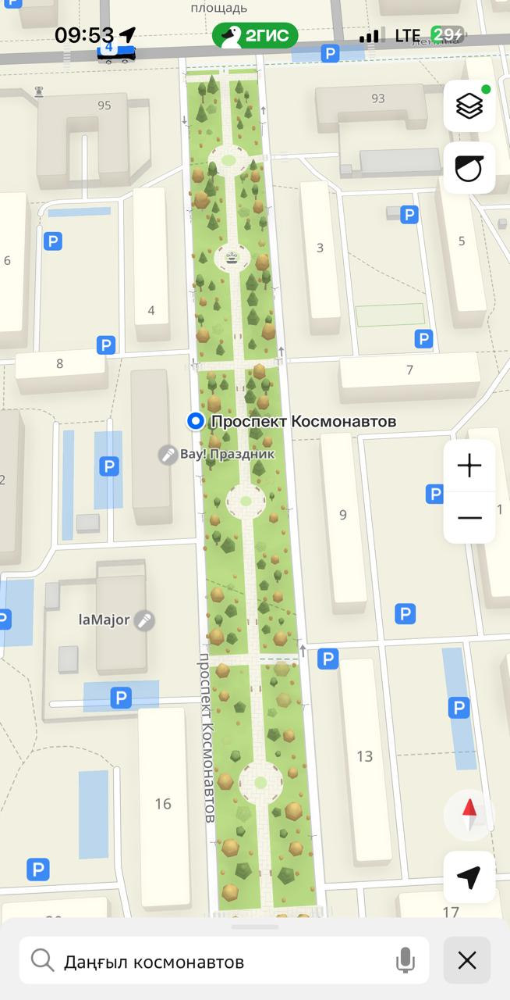 площадь
09:53
2ГИС
LTE
29
4
P
P
95
93
P
P
6
3
5
4
P
P
8
7
Проспект Космонавтов
Вау! Праздник
P
P
2
9
1
laMajor
P
P
P
P
P
проспект Космонавтов
13
16
P
17
Даңғыл космонавтов